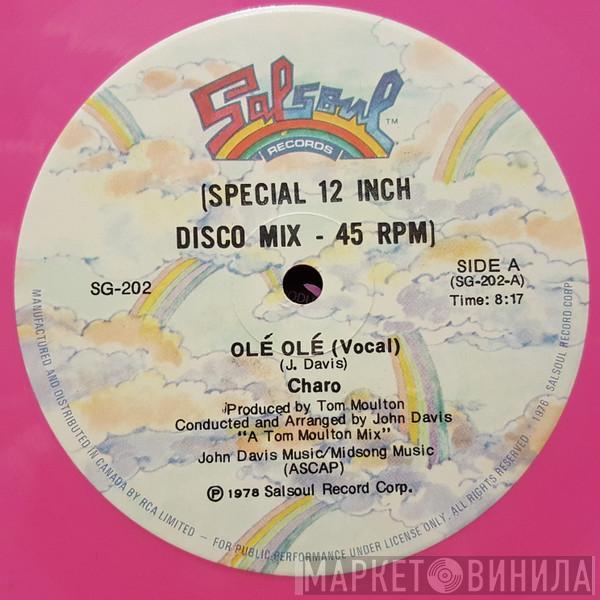 Salsoul
™
RECORDS
(SPECIAL 12 INCH
DISCO MIX - 45 RPM)
SG-202
SIDE A
(SG-202-A)
Time: 8:17
OLÉ OLÉ (Vocal)
(J. Davis)
Charo
Produced by Tom Moulton
Conducted and Arranged by John Davis
"A Tom Moulton Mix"
John Davis Music/Midsong Music
(ASCAP)
℗ 1978 Salsoul Record Corp.
MANUFACTURED AND DISTRIBUTED IN CANADA BY RCA LIMITED – FOR PUBLIC PERFORMANCE UNDER LICENSE ONLY. ALL RIGHTS RESERVED 1976 - SALSOUL RECORD CORP.
МАРКЕТ ВИНИЛА